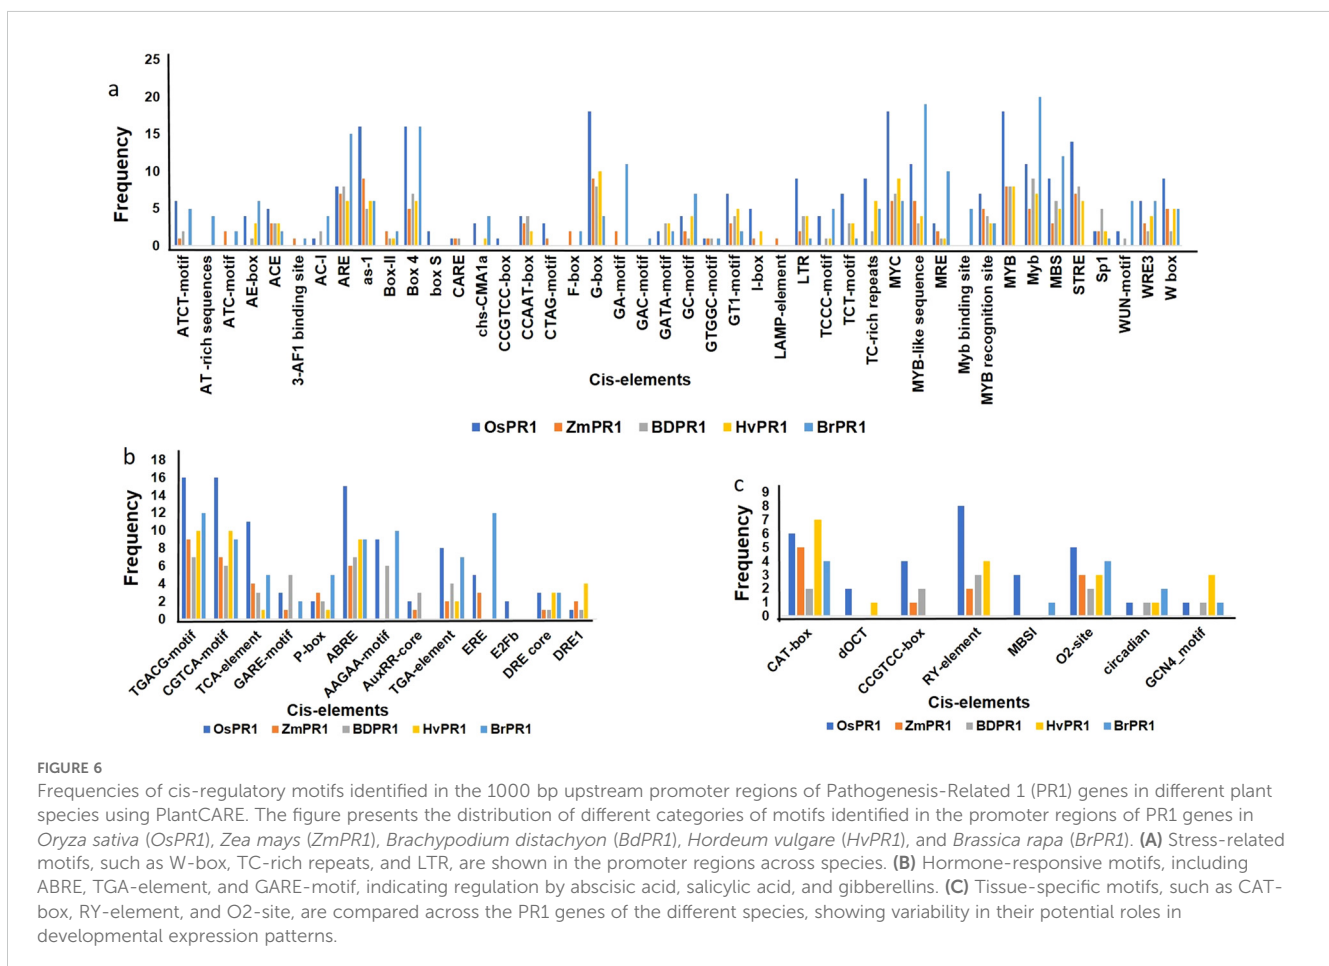 a
25
20
15
10
5
0
Frequency
ATCT-motif
AT -rich sequences
ATC-motif
AE-box
ACE
3-AF1 binding site
AC-I
ARE
as-1
Box-II
Box 4
box S
CARE
chs-CMA1a
CCGTCC-box
CCAAT-box
CTAG-motif
F-box
G-box
GA-motif
GAC-motif
GATA-motif
GC-motif
GTGGC-motif
GT1-motif
I-box
LAMP-element
LTR
TCCC-motif
TCT-motif
TC-rich repeats
MYC
MYB-like sequence
MRE
Myb binding site
MYB recognition site
MYB
Myb
MBS
STRE
Sp1
WUN-motif
WRE3
W box
Cis-elements
OsPR1 ZmPR1 BDPR1 HvPR1 BrPR1
b
18
16
14
12
10
8
6
4
2
0
Frequency
TGACG-motif
CGTCA-motif
TCA-element
GARE-motif
P-box
ABRE
AAGAA-motif
AuxRR-core
TGA-element
ERE
E2Fb
DRE core
DRE1
Cis-elements
OsPR1 ZmPR1 BDPR1 HvPR1 BrPR1
c
9
8
7
6
5
4
3
2
1
0
Frequency
CAT-box
dOCT
CCGTCC-box
RY-element
MBSI
O2-site
circadian
GCN4_motif
Cis-elements
OsPR1 ZmPR1 BDPR1 HvPR1 BrPR1
FIGURE 6
Frequencies of cis-regulatory motifs identified in the 1000 bp upstream promoter regions of Pathogenesis-Related 1 (PR1) genes in different plant
species using PlantCARE. The figure presents the distribution of different categories of motifs identified in the promoter regions of PR1 genes in
Oryza sativa (OsPR1), Zea mays (ZmPR1), Brachypodium distachyon (BdPR1), Hordeum vulgare (HvPR1), and Brassica rapa (BrPR1). (A) Stress-related
motifs, such as W-box, TC-rich repeats, and LTR, are shown in the promoter regions across species. (B) Hormone-responsive motifs, including
ABRE, TGA-element, and GARE-motif, indicating regulation by abscisic acid, salicylic acid, and gibberellins. (C) Tissue-specific motifs, such as CAT-
box, RY-element, and O2-site, are compared across the PR1 genes of the different species, showing variability in their potential roles in
developmental expression patterns.